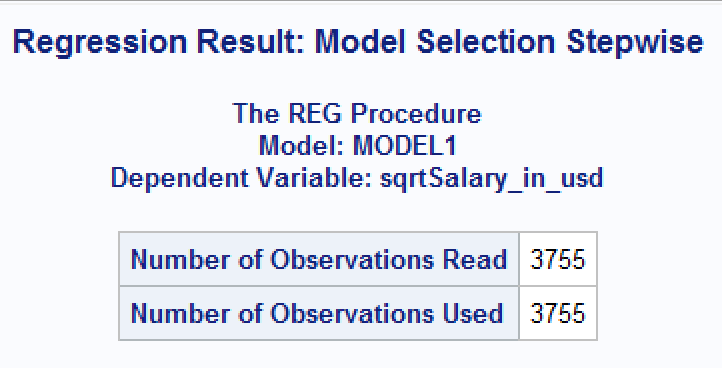 Regression Result: Model Selection Stepwise
The REG Procedure
Model: MODEL1
Dependent Variable: sqrtSalary_in_usd
Number of Observations Read 3755
Number of Observations Used 3755